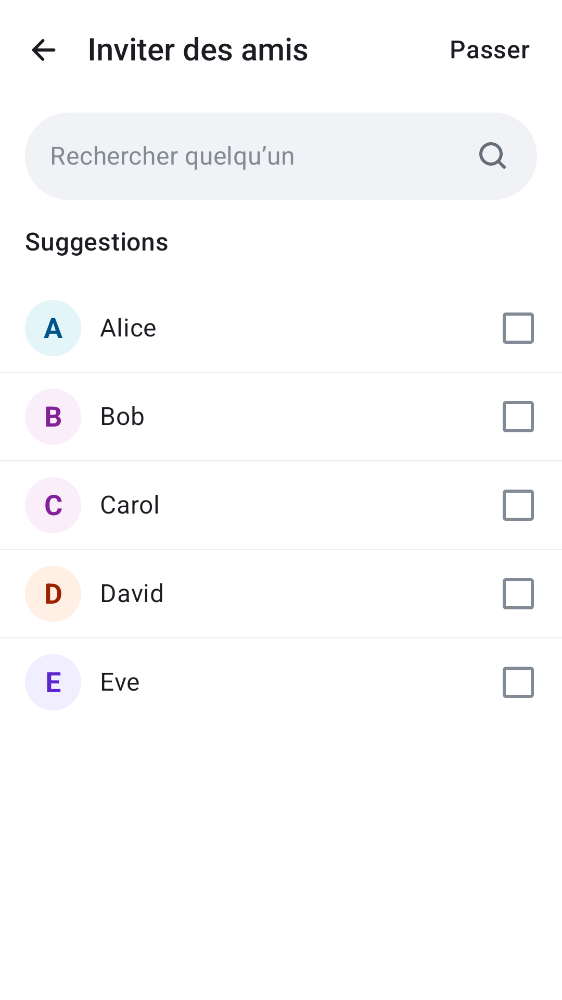 Inviter des amis
Passer
Rechercher quelqu’un
Suggestions
A Alice
B Bob
C Carol
D David
E Eve